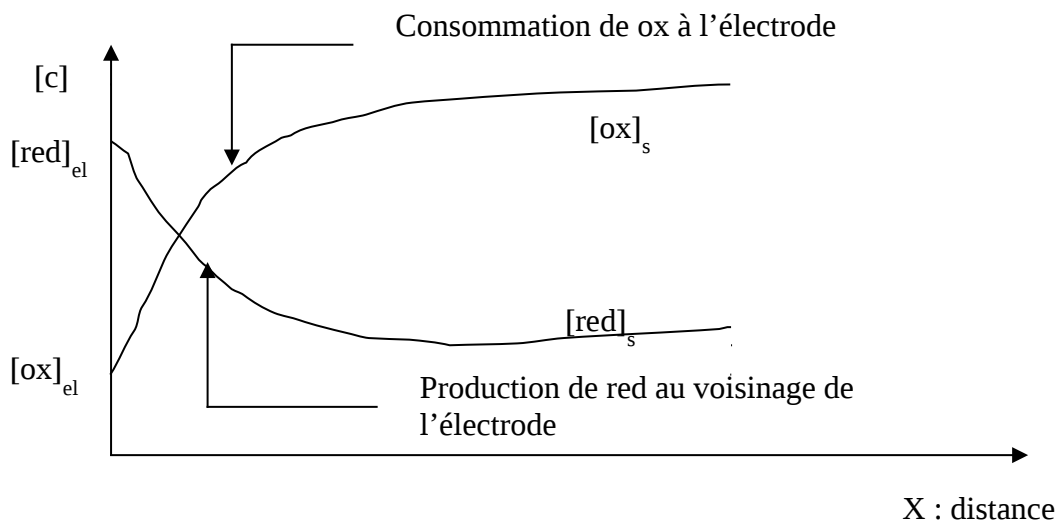 Consommation de ox à l’électrode
[c]
[ox]s
[red]el
[red]s
[ox]el
Production de red au voisinage de
l’électrode
X : distance